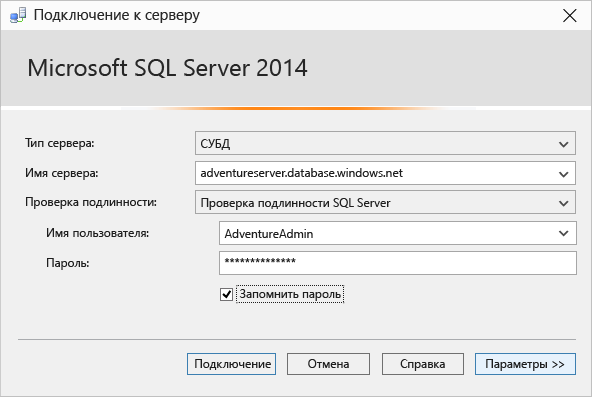 Подключение к серверу
Microsoft SQL Server 2014
Тип сервера: СУБД
Имя сервера: adventureserver.database.windows.net
Проверка подлинности: Проверка подлинности SQL Server
Имя пользователя: AdventureAdmin
Пароль: **************
Запомнить пароль
Подключение Отмена Справка Параметры >>